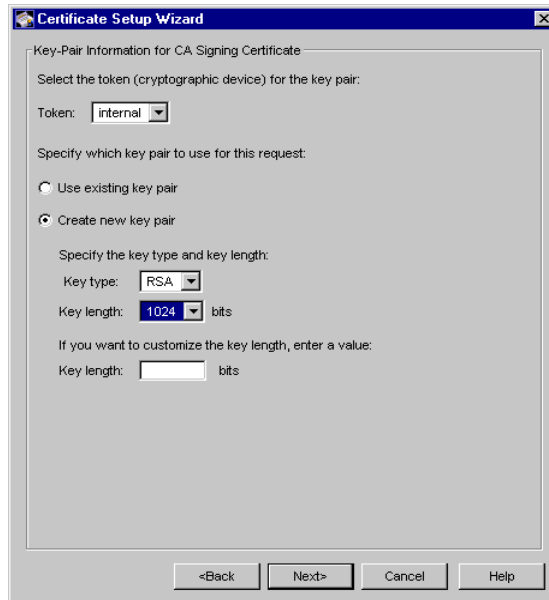 Certificate Setup Wizard
Key-Pair Information for CA Signing Certificate
Select the token (cryptographic device) for the key pair:
Token: internal
Specify which key pair to use for this request:
Use existing key pair
Create new key pair
Specify the key type and key length:
Key type: RSA
Key length: 1024 bits
If you want to customize the key length, enter a value:
Key length: bits
<Back Next> Cancel Help